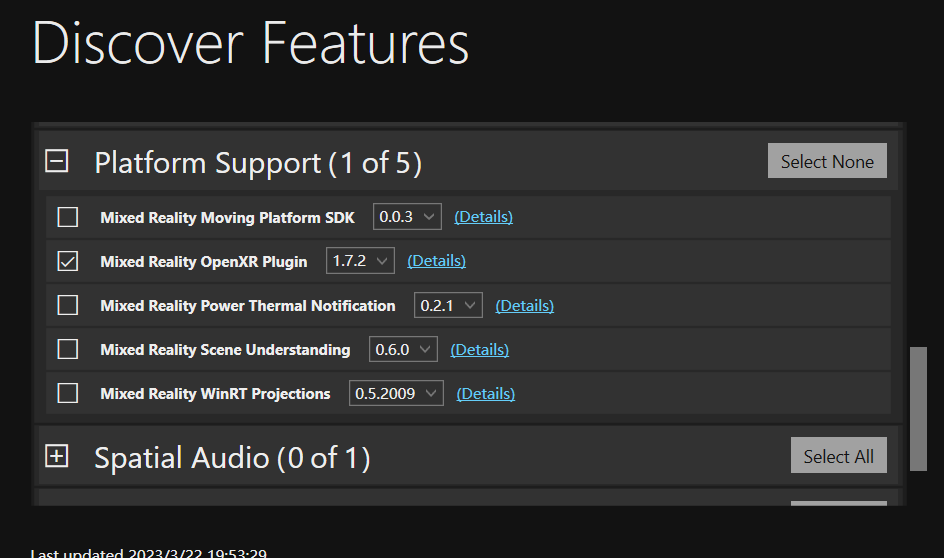 Discover Features
Platform Support (1 of 5)
Select None
Mixed Reality Moving Platform SDK 0.0.3 (Details)
Mixed Reality OpenXR Plugin 1.7.2 (Details)
Mixed Reality Power Thermal Notification 0.2.1 (Details)
Mixed Reality Scene Understanding 0.6.0 (Details)
Mixed Reality WinRT Projections 0.5.2009 (Details)
Spatial Audio (0 of 1)
Select All
Last updated 2023/3/22 19:53:29